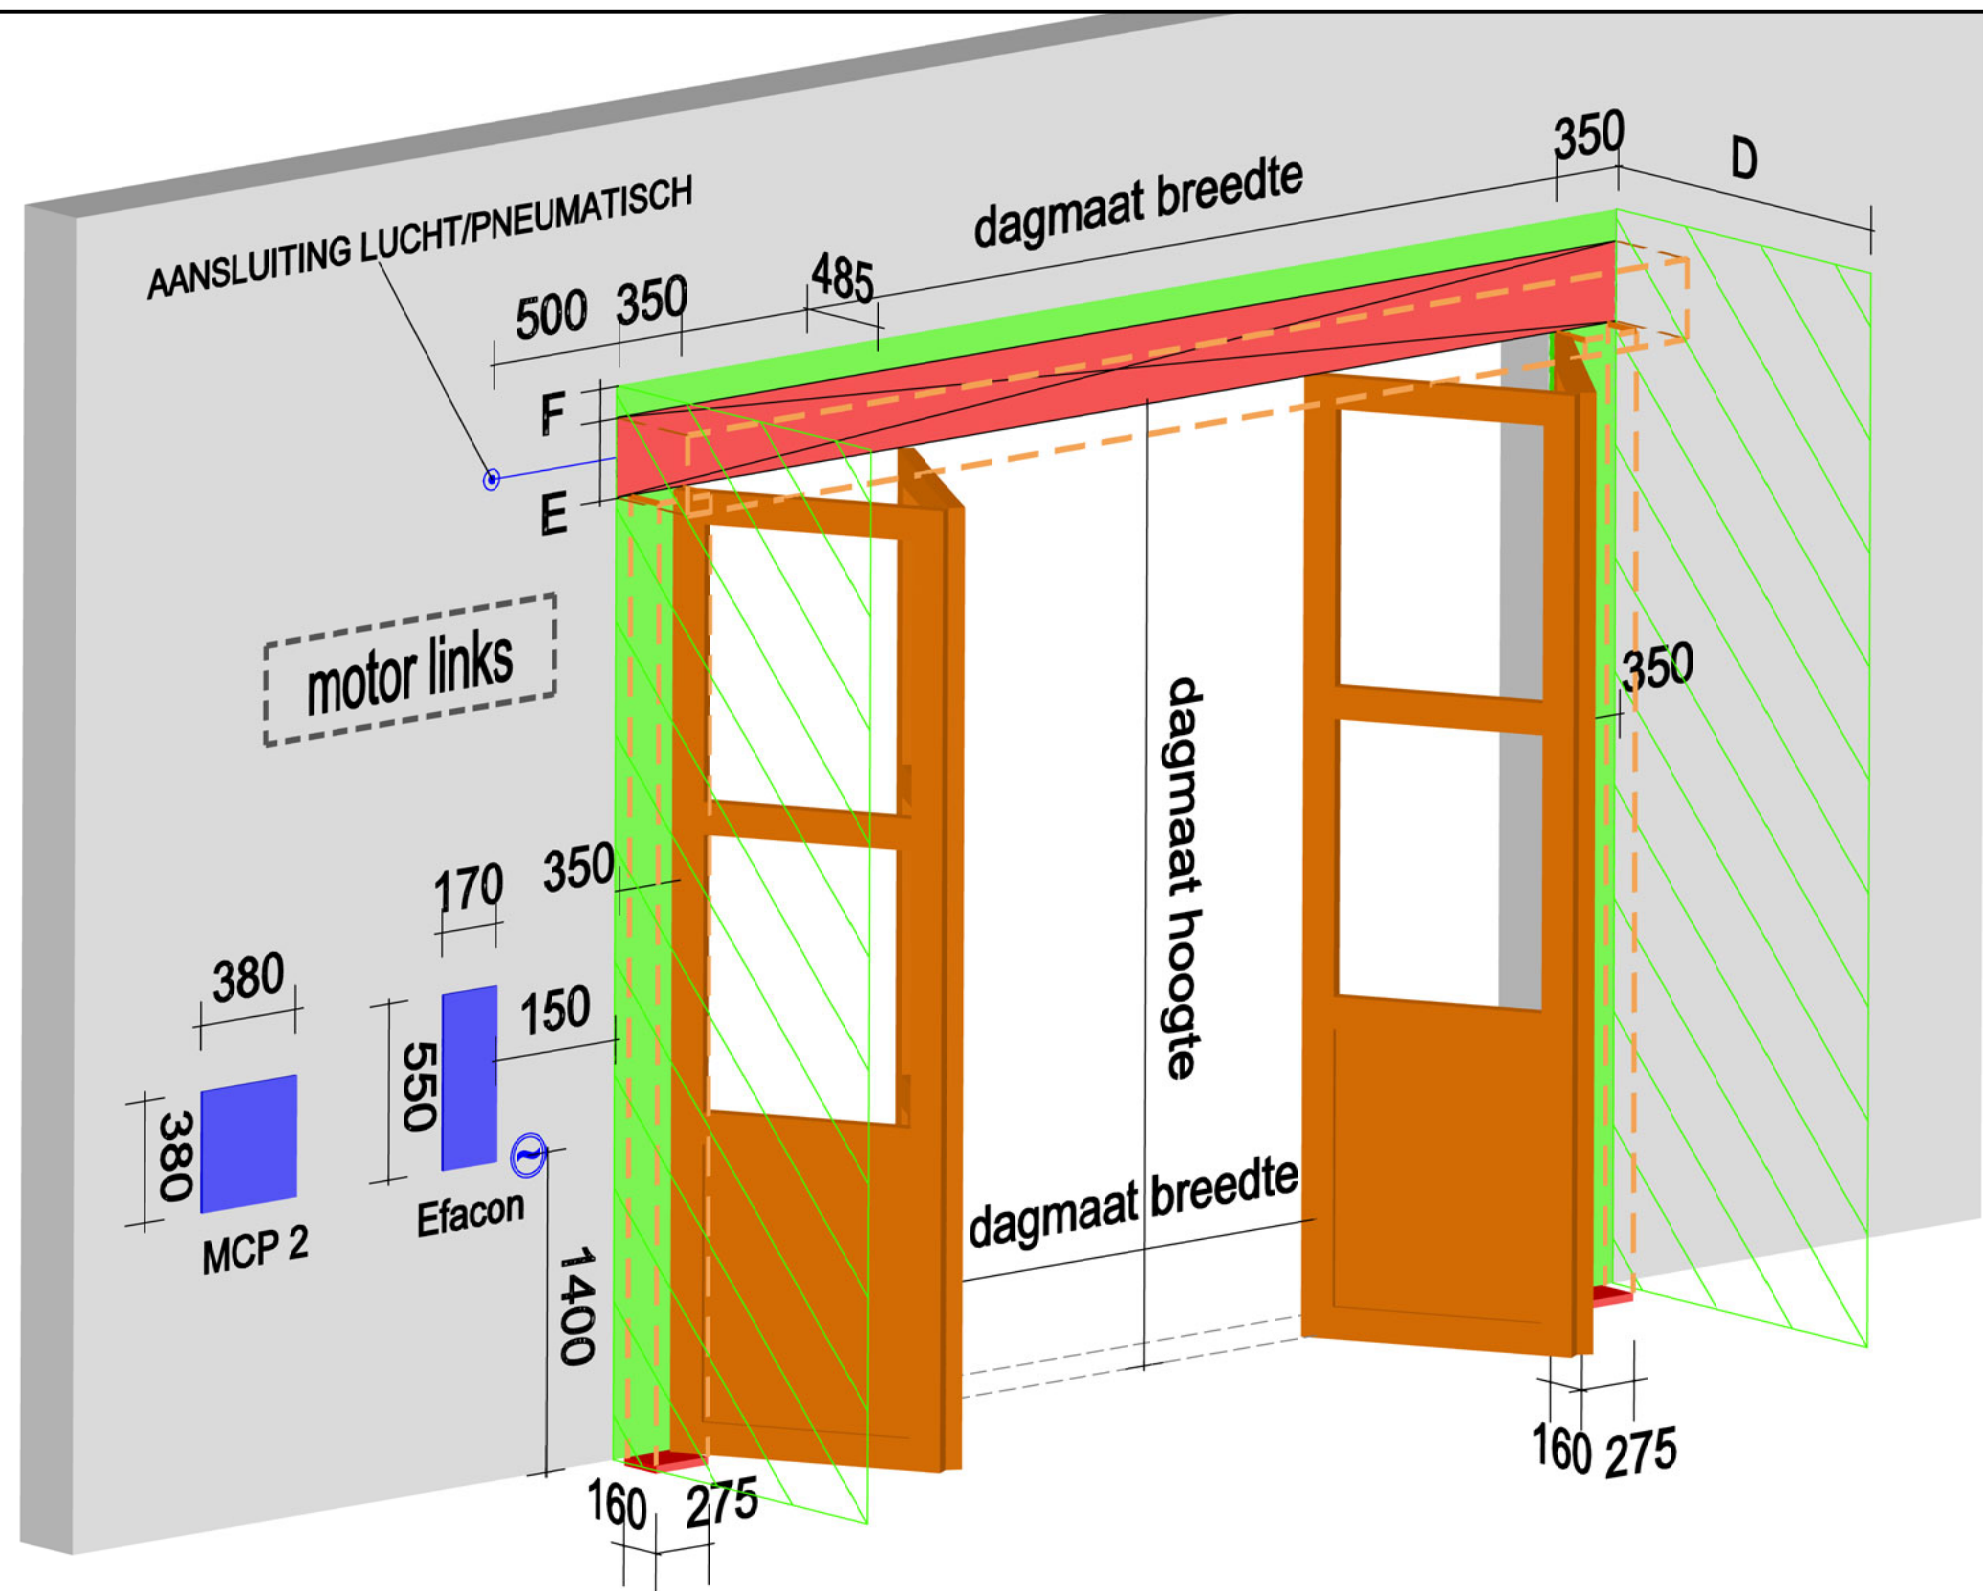 350
D
dagmaat breedte
AANSLUITING LUCHT/PNEUMATISCH
485
500
350
F
E
motor links
350
dagmaat hoogte
350
170
380
150
550
380
Efacon
MCP 2
dagmaat breedte
1400
160
275
160
275